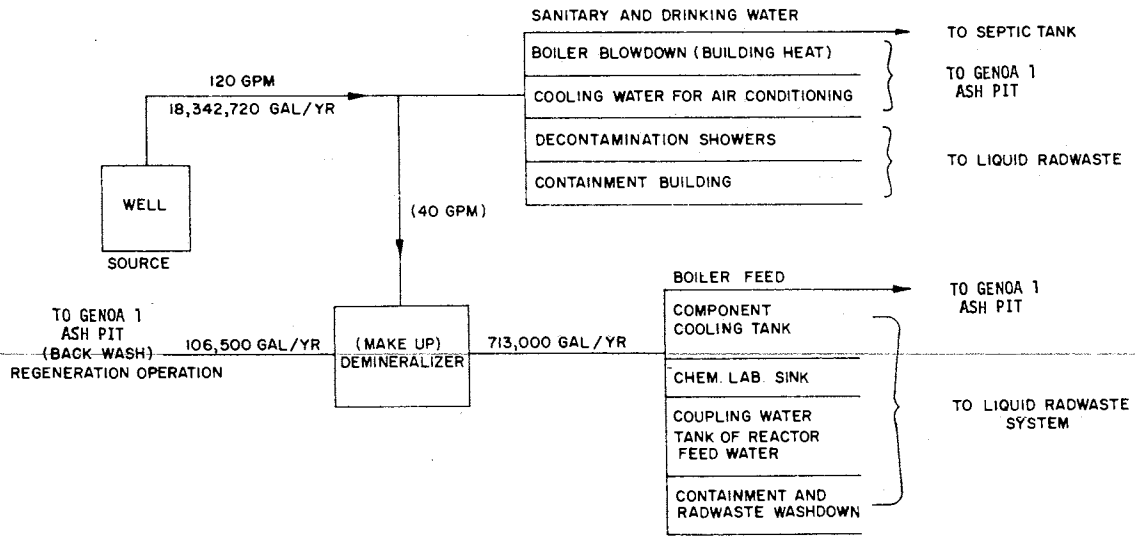 SANITARY AND DRINKING WATER
TO SEPTIC TANK
BOILER BLOWDOWN (BUILDING HEAT)
COOLING WATER FOR AIR CONDITIONING
TO GENOA 1
ASH PIT
DECONTAMINATION SHOWERS
CONTAINMENT BUILDING
TO LIQUID RADWASTE
120 GPM
18,342,720 GAL/YR
WELL
SOURCE
(40 GPM)
TO GENOA 1
ASH PIT
(BACK WASH)
REGENERATION OPERATION
106,500 GAL/YR
(MAKE UP)
DEMINERALIZER
713,000 GAL/YR
BOILER FEED
TO GENOA 1
ASH PIT
COMPONENT
COOLING TANK
CHEM. LAB. SINK
COUPLING WATER
TANK OF REACTOR
FEED WATER
CONTAINMENT AND
RADWASTE WASHDOWN
TO LIQUID RADWASTE
SYSTEM